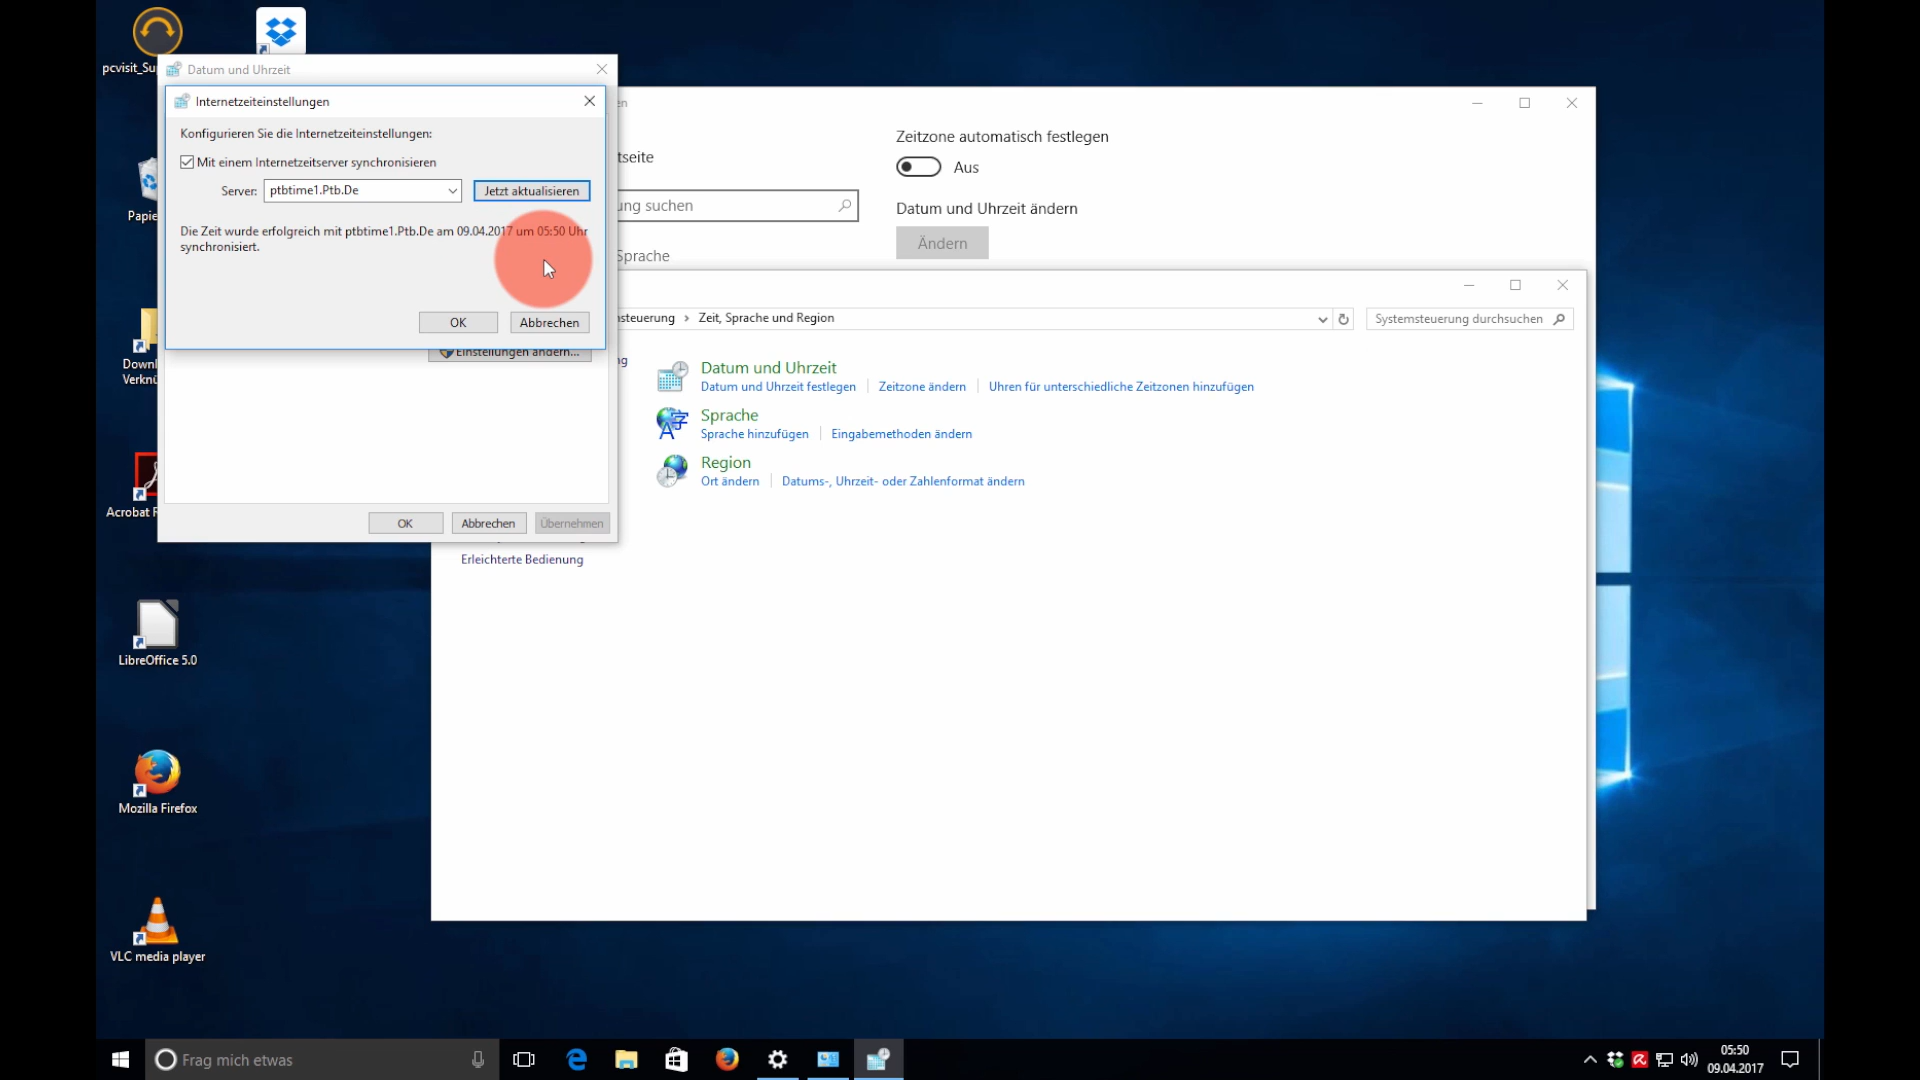 pcvisit_Su
Datum und Uhrzeit
Internetzeiteinstellungen
Konfigurieren Sie die Internetzeiteinstellungen:
Mit einem Internetzeitserver synchronisieren
Server: ptbtime1.Ptb.De Jetzt aktualisieren
Die Zeit wurde erfolgreich mit ptbtime1.Ptb.De am 09.04.2017 um 05:50 Uhr
synchronisiert.
OK Abbrechen
Einstellungen ändern...
OK Abbrechen Übernehmen
en
tseite
ung suchen
Sprache
Zeitzone automatisch festlegen
Aus
Datum und Uhrzeit ändern
Ändern
nsteuerung › Zeit, Sprache und Region
Systemsteuerung durchsuchen
ng
Datum und Uhrzeit
Datum und Uhrzeit festlegen Zeitzone ändern Uhren für unterschiedliche Zeitzonen hinzufügen
Sprache
Sprache hinzufügen Eingabemethoden ändern
Region
Ort ändern Datums-, Uhrzeit- oder Zahlenformat ändern
Erleichterte Bedienung
Papie
Downl
Verknü
Acrobat R
LibreOffice 5.0
Mozilla Firefox
VLC media player
Frag mich etwas
05:50
09.04.2017